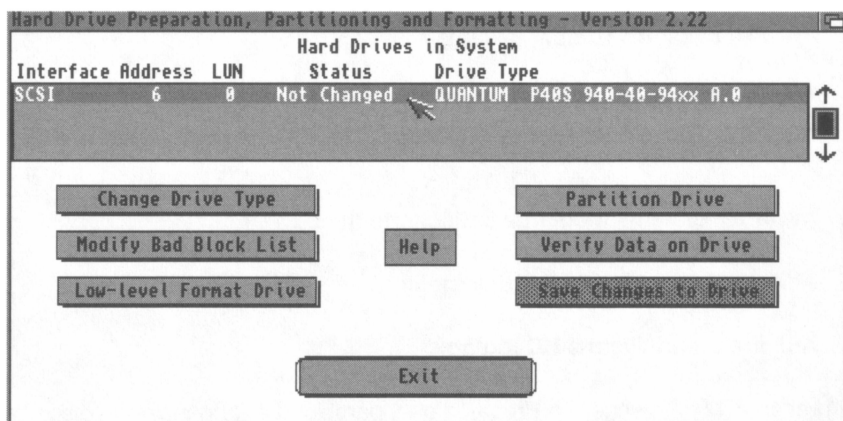 Hard Drive Preparation, Partitioning and Formatting - Version 2.22
Hard Drives in System
Interface Address LUN Status Drive Type
SCSI 6 0 Not Changed QUANTUM P40S 940-40-94xx A.0
Change Drive Type Partition Drive
Modify Bad Block List Help Verify Data on Drive
Low-level Format Drive Save Changes to Drive
Exit